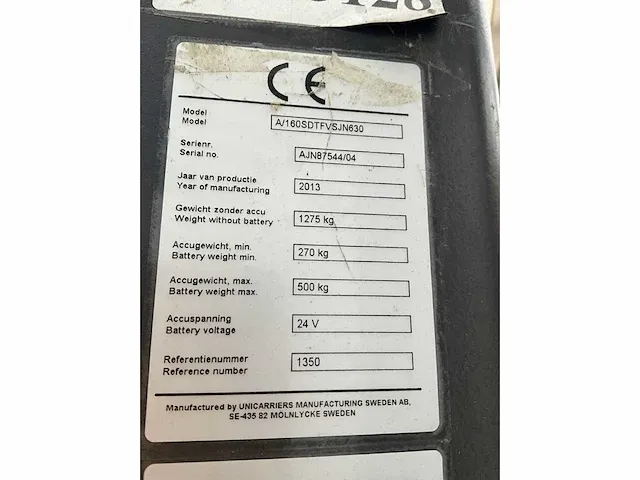 CE
Model
Model
A/160SDTFVSJN630
Serienr.
Serial no.
AJN87544/04
Jaar van productie
Year of manufacturing
2013
Gewicht zonder accu
Weight without battery
1275 kg
Accugewicht, min.
Battery weight min.
270 kg
Accugewicht, max.
Battery weight max.
500 kg
Accuspanning
Battery voltage
24 V
Referentienummer
Reference number
1350
Manufactured by UNICARRIERS MANUFACTURING SWEDEN AB,
SE-435 82 MOLNLYCKE SWEDEN